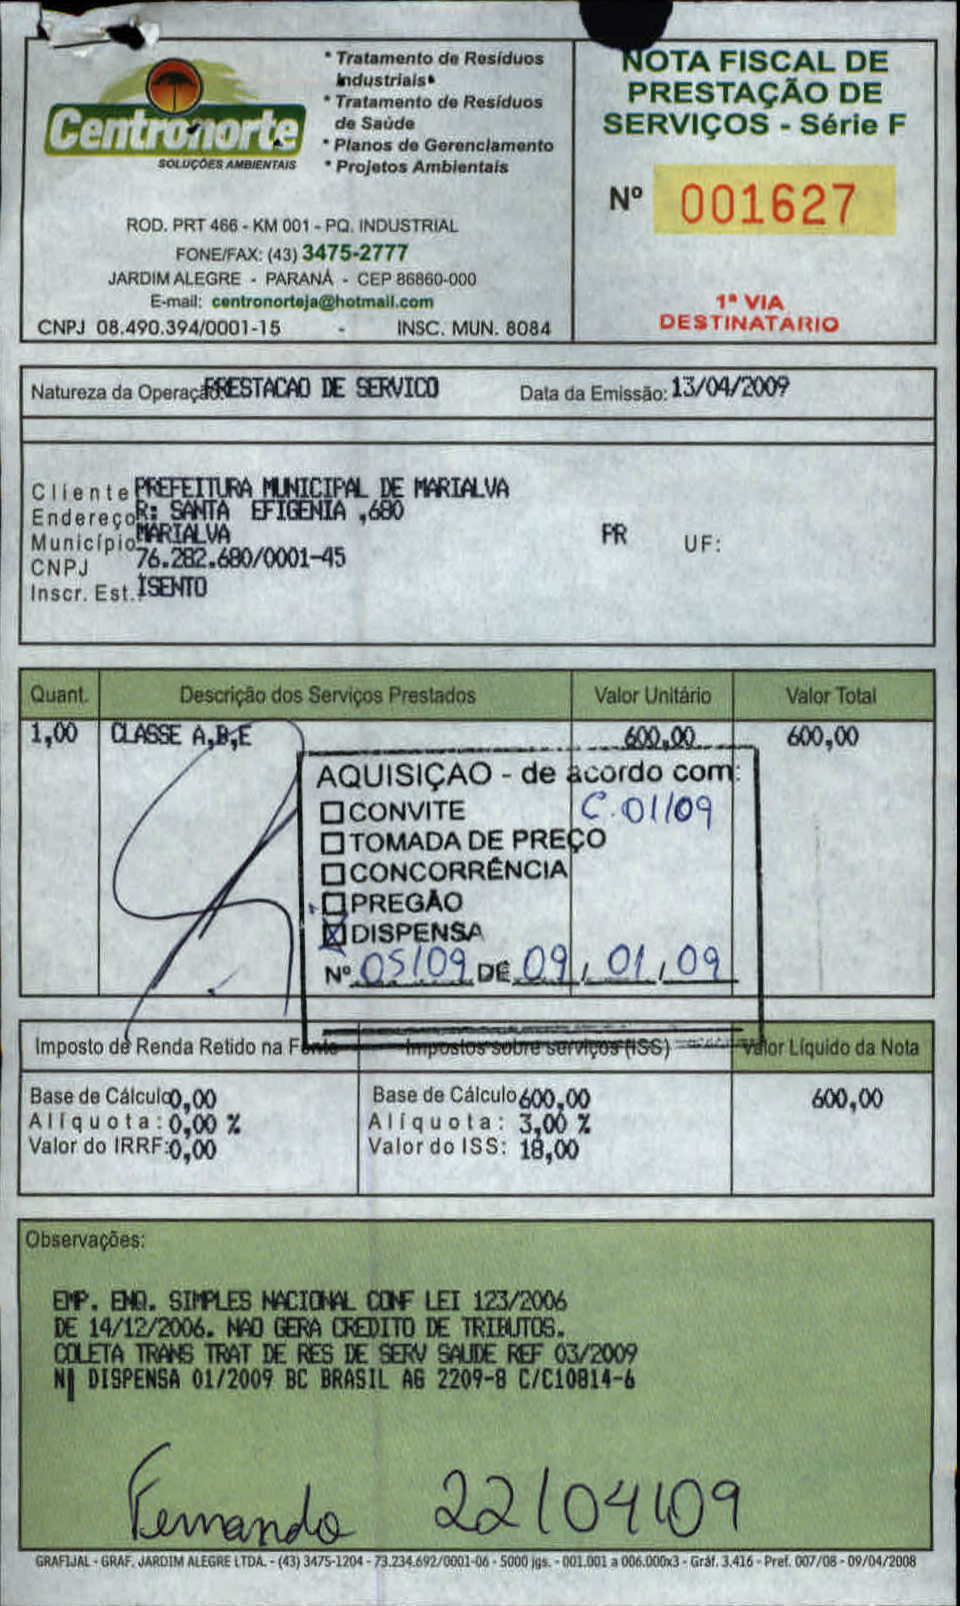 Centronorte
SOLUÇÕES AMBIENTAIS
* Tratamento de Resíduos
Industriais
* Tratamento de Resíduos
de Saúde
* Planos de Gerenciamento
* Projetos Ambientais
ROD. PRT 466 - KM 001 - PQ. INDUSTRIAL
FONE/FAX: (43) 3475-2777
JARDIM ALEGRE - PARANÁ - CEP 86860-000
E-mail: centronorteja@hotmail.com
CNPJ 08.490.394/0001-15 - INSC. MUN. 8084
NOTA FISCAL DE
PRESTAÇÃO DE
SERVIÇOS - Série F
Nº 001627
1ª VIA
DESTINATARIO
Natureza da Operação: PRESTACAO DE SERVICO Data da Emissão: 13/04/2009
Cliente PREFEITURA MUNICIPAL DE MARIALVA
Endereço R: SANTA EFIGENIA ,680
Município MARIALVA PR UF:
CNPJ 76.282.680/0001-45
Inscr. Est.: ISENTO
Quant. Descrição dos Serviços Prestados Valor Unitário Valor Total
1,00 CLASSE A,B,E 600,00 600,00
AQUISIÇAO - de acordo com:
CONVITE C.01/09
TOMADA DE PREÇO
CONCORRÊNCIA
PREGÃO
DISPENSA
Nº 05/09 DE 09/01/09
Imposto de Renda Retido na Fonte Impostos sobre serviços (ISS) Valor Líquido da Nota
Base de Cálculo 0,00 Base de Cálculo 600,00 600,00
Alíquota: 0,00 % Alíquota: 3,00 %
Valor do IRRF: 0,00 Valor do ISS: 18,00
Observações:
EMP. ENQ. SIMPLES NACIONAL CONF LEI 123/2006
DE 14/12/2006. NAO GERA CREDITO DE TRIBUTOS.
COLETA TRANS TRAT DE RES DE SERV SAUDE REF 03/2009
N| DISPENSA 01/2009 BC BRASIL AG 2209-8 C/C10814-6
Fernando 22/04/09
GRAFIJAL - GRAF. JARDIM ALEGRE LTDA. - (43) 3475-1204 - 73.234.692/0001-06 - 5000 jgs. - 001.001 a 006.000x3 - Gráf. 3.416 - Pref. 007/08 - 09/04/2008